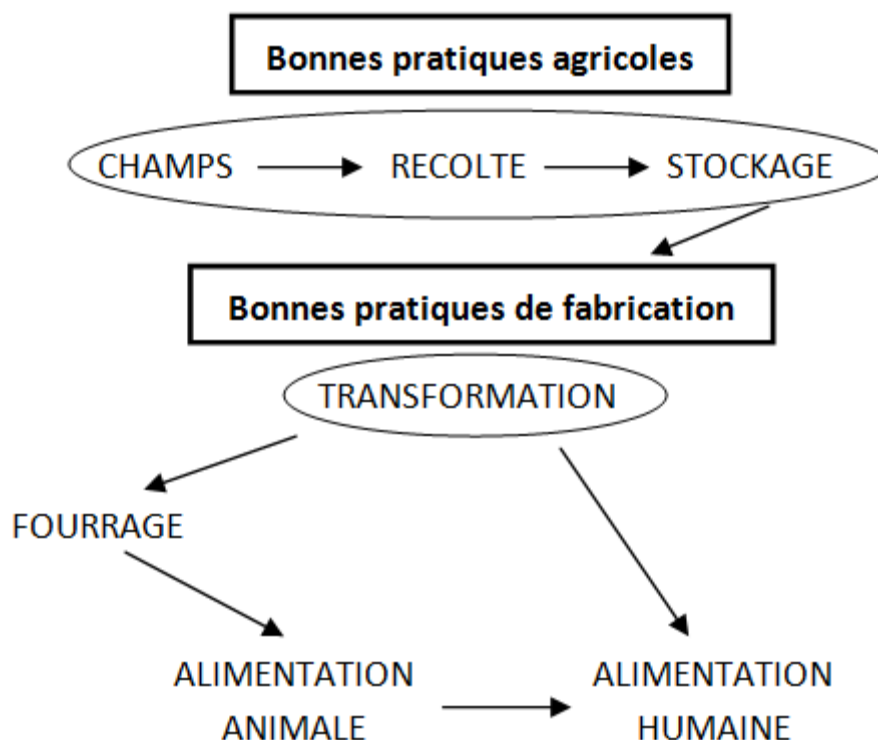 Bonnes pratiques agricoles
CHAMPS RECOLTE STOCKAGE
Bonnes pratiques de fabrication
TRANSFORMATION
FOURRAGE
ALIMENTATION ANIMALE
ALIMENTATION HUMAINE